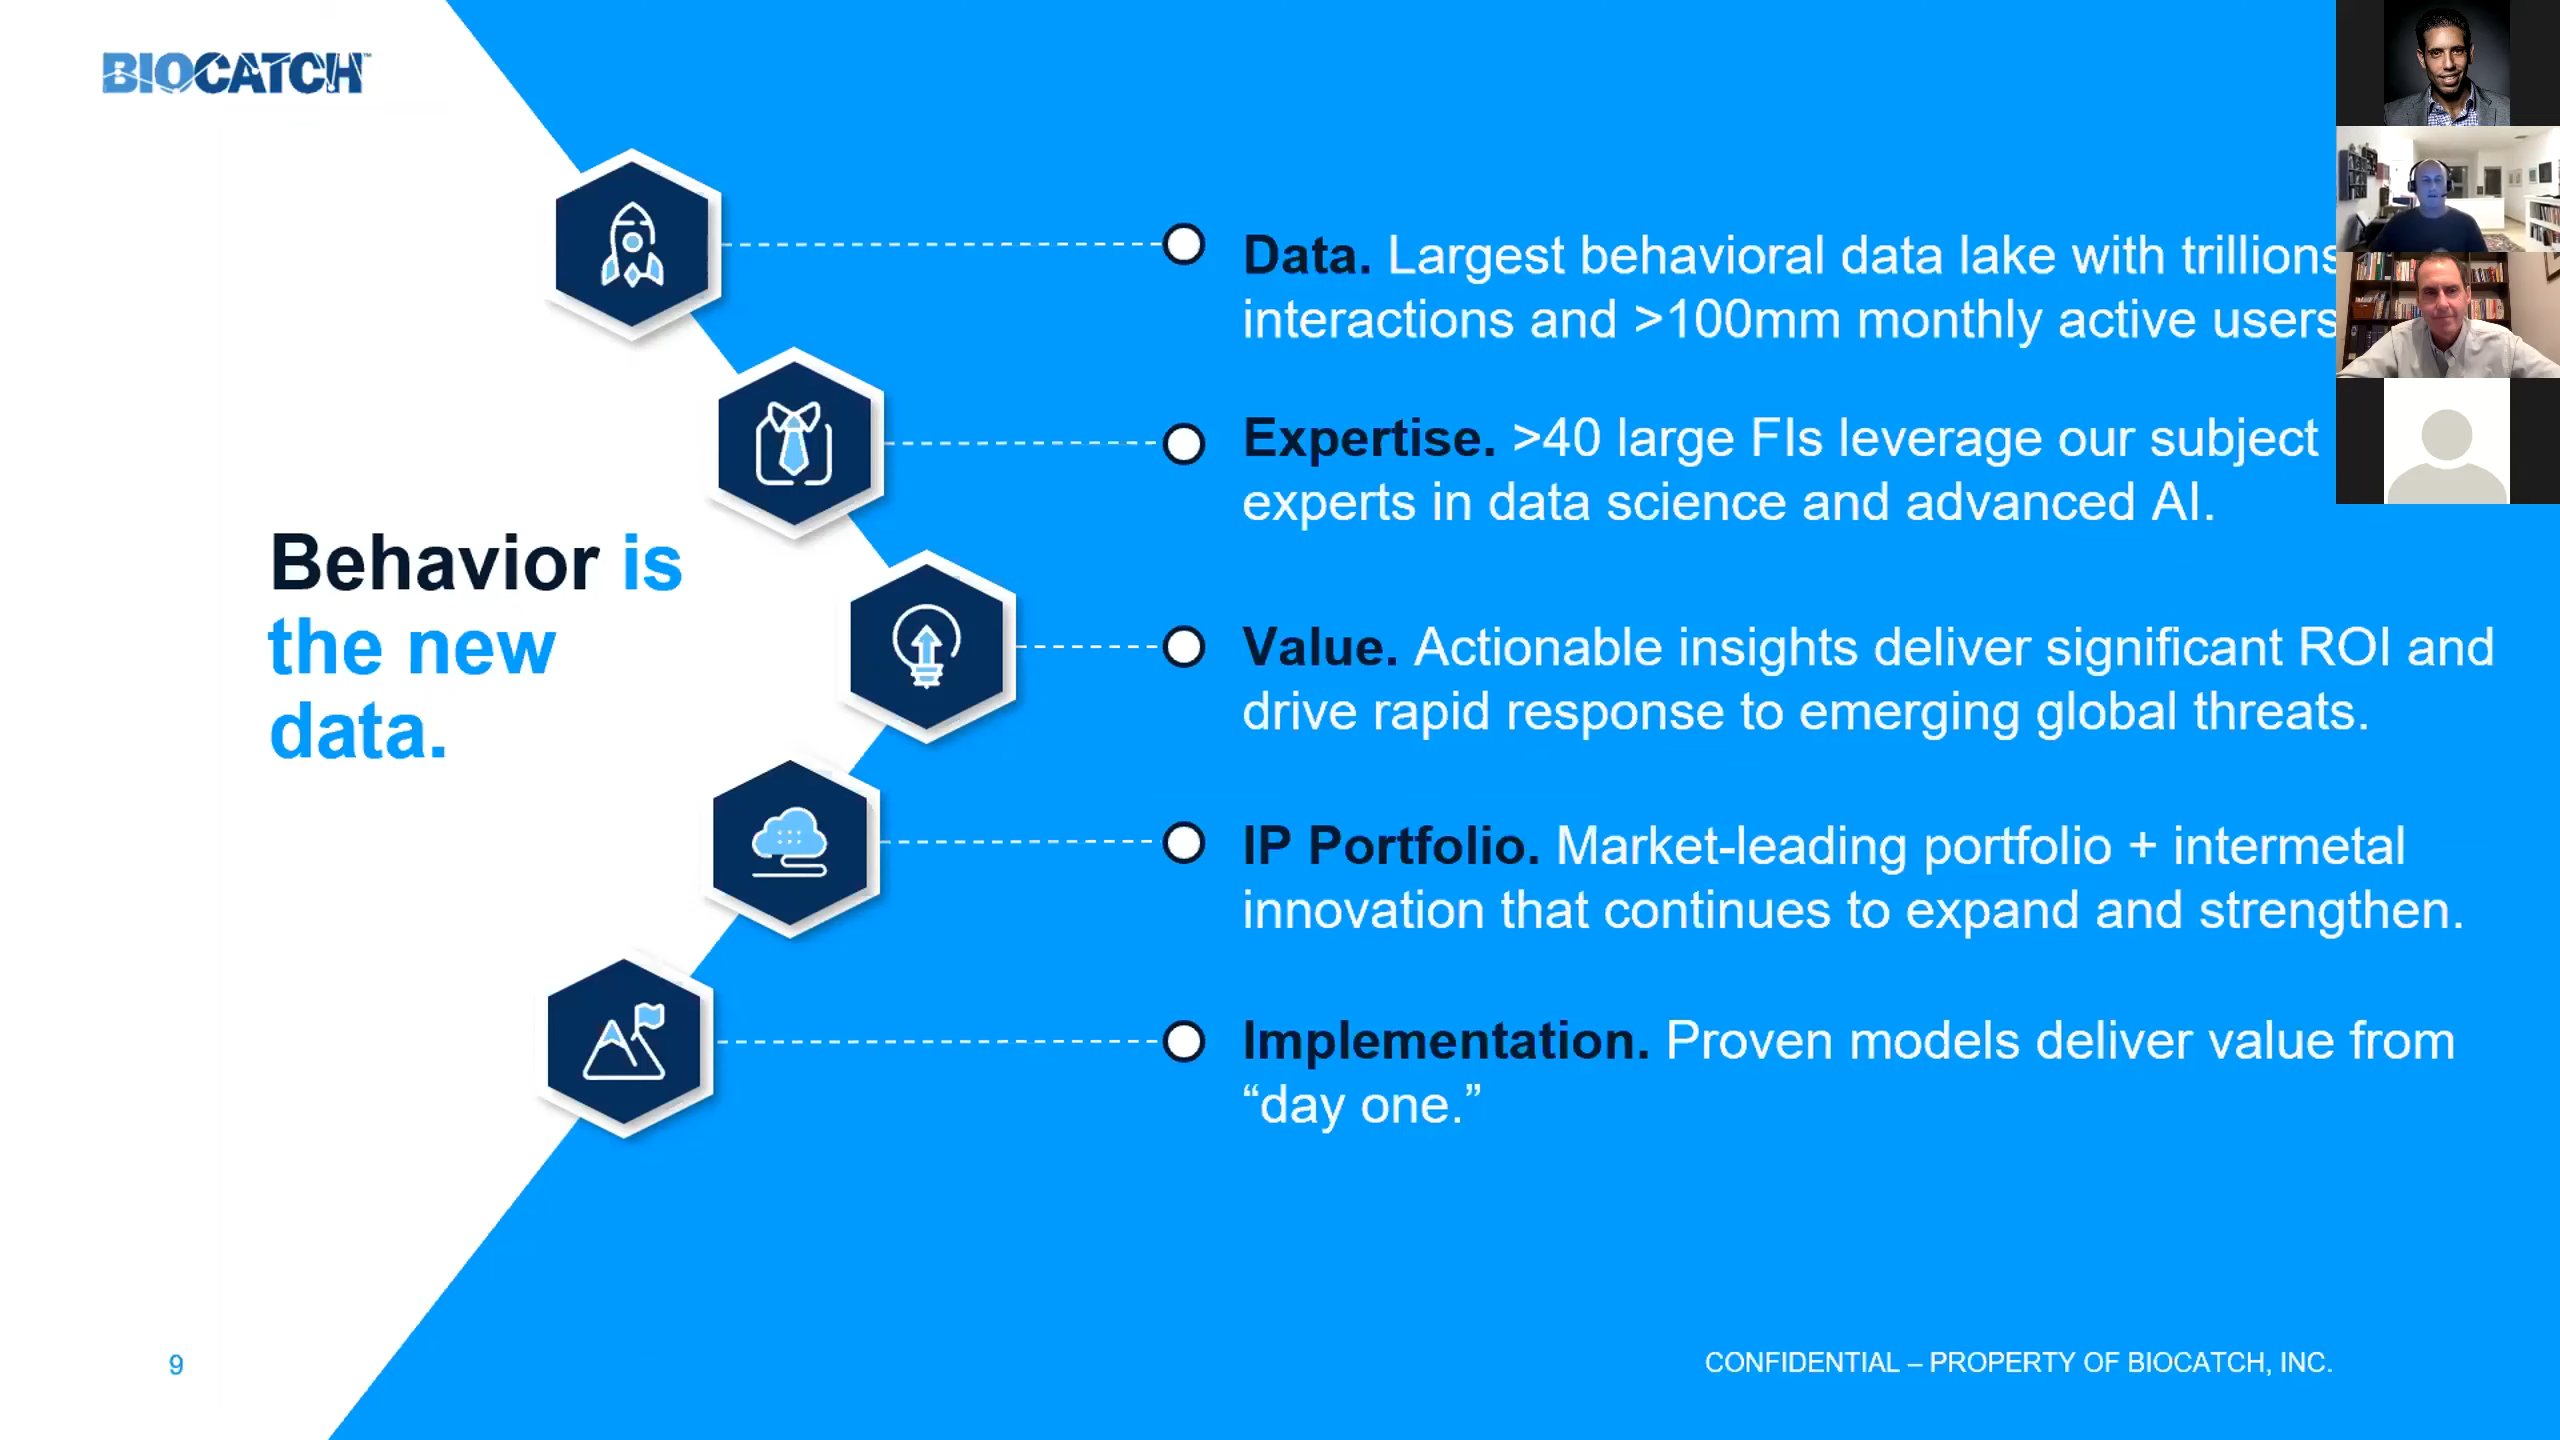 BIOCATCH™
Behavior is
the new
data.
Data. Largest behavioral data lake with trillions
interactions and >100mm monthly active users
Expertise. >40 large FIs leverage our subject
experts in data science and advanced AI.
Value. Actionable insights deliver significant ROI and
drive rapid response to emerging global threats.
IP Portfolio. Market-leading portfolio + intermetal
innovation that continues to expand and strengthen.
Implementation. Proven models deliver value from
“day one.”
9
CONFIDENTIAL – PROPERTY OF BIOCATCH, INC.